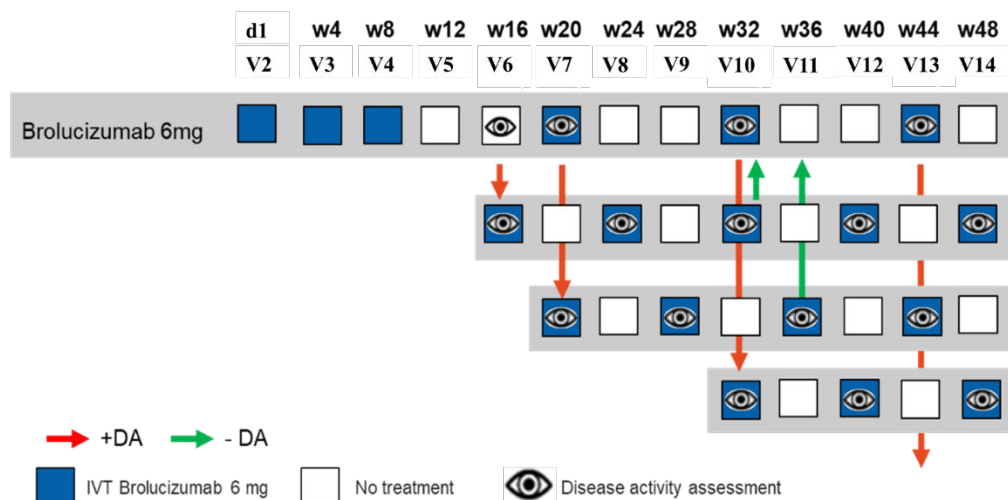 d1 w4 w8 w12 w16 w20 w24 w28 w32 w36 w40 w44 w48
V2 V3 V4 V5 V6 V7 V8 V9 V10 V11 V12 V13 V14
Brolucizumab 6mg
+DA - DA
IVT Brolucizumab 6 mg No treatment Disease activity assessment